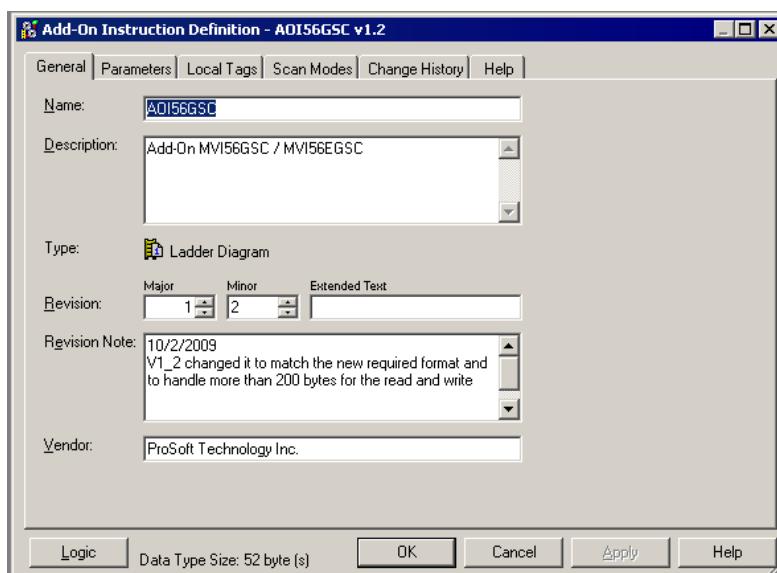 Add-On Instruction Definition - AOI56GSC v1.2
General Parameters Local Tags Scan Modes Change History Help
Name: AOI56GSC
Description: Add-On MVI56GSC / MVI56EGSC
Type: Ladder Diagram
Major Minor Extended Text
Revision: 1 2
Revision Note: 10/2/2009
V1_2 changed it to match the new required format and
to handle more than 200 bytes for the read and write
Vendor: ProSoft Technology Inc.
Logic Data Type Size: 52 byte (s) OK Cancel Apply Help